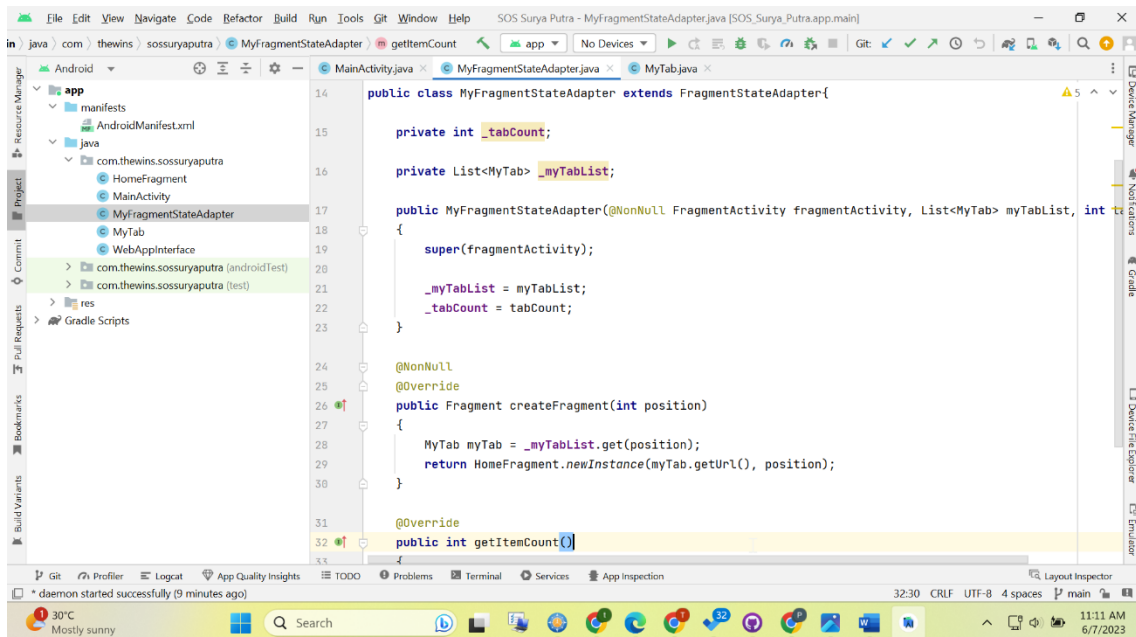 File Edit View Navigate Code Refactor Build Run Tools Git Window Help SOS Surya Putra - MyFragmentStateAdapter.java [SOS_Surya_Putra.app.main]
in java com thewins sossuryaputra MyFragmentStateAdapter getItemCount app No Devices Git:
Android
MainActivity.java MyFragmentStateAdapter.java MyTab.java
Resource Manager
Project
Commit
Pull Requests
Bookmarks
Build Variants
app
manifests
AndroidManifest.xml
java
com.thewins.sossuryaputra
HomeFragment
MainActivity
MyFragmentStateAdapter
MyTab
WebAppInterface
com.thewins.sossuryaputra (androidTest)
com.thewins.sossuryaputra (test)
res
Gradle Scripts
14 public class MyFragmentStateAdapter extends FragmentStateAdapter{
5
15 private int _tabCount;
16 private List<MyTab> _myTabList;
17 public MyFragmentStateAdapter(@NonNull FragmentActivity fragmentActivity, List<MyTab> myTabList, int
18 {
19 super(fragmentActivity);
20
21 _myTabList = myTabList;
22 _tabCount = tabCount;
23 }
24 @NonNull
25 @Override
26 public Fragment createFragment(int position)
27 {
28 MyTab myTab = _myTabList.get(position);
29 return HomeFragment.newInstance(myTab.getUrl(), position);
30 }
31 @Override
32 public int getItemCount()
33 {
Device Manager
Notifications
Gradle
Device File Explorer
Emulator
Git Profiler Logcat App Quality Insights TODO Problems Terminal Services App Inspection Layout Inspector
* daemon started successfully (9 minutes ago) 32:30 CRLF UTF-8 4 spaces main
1 30°C
Mostly sunny
Search
32
11:11 AM
6/7/2023